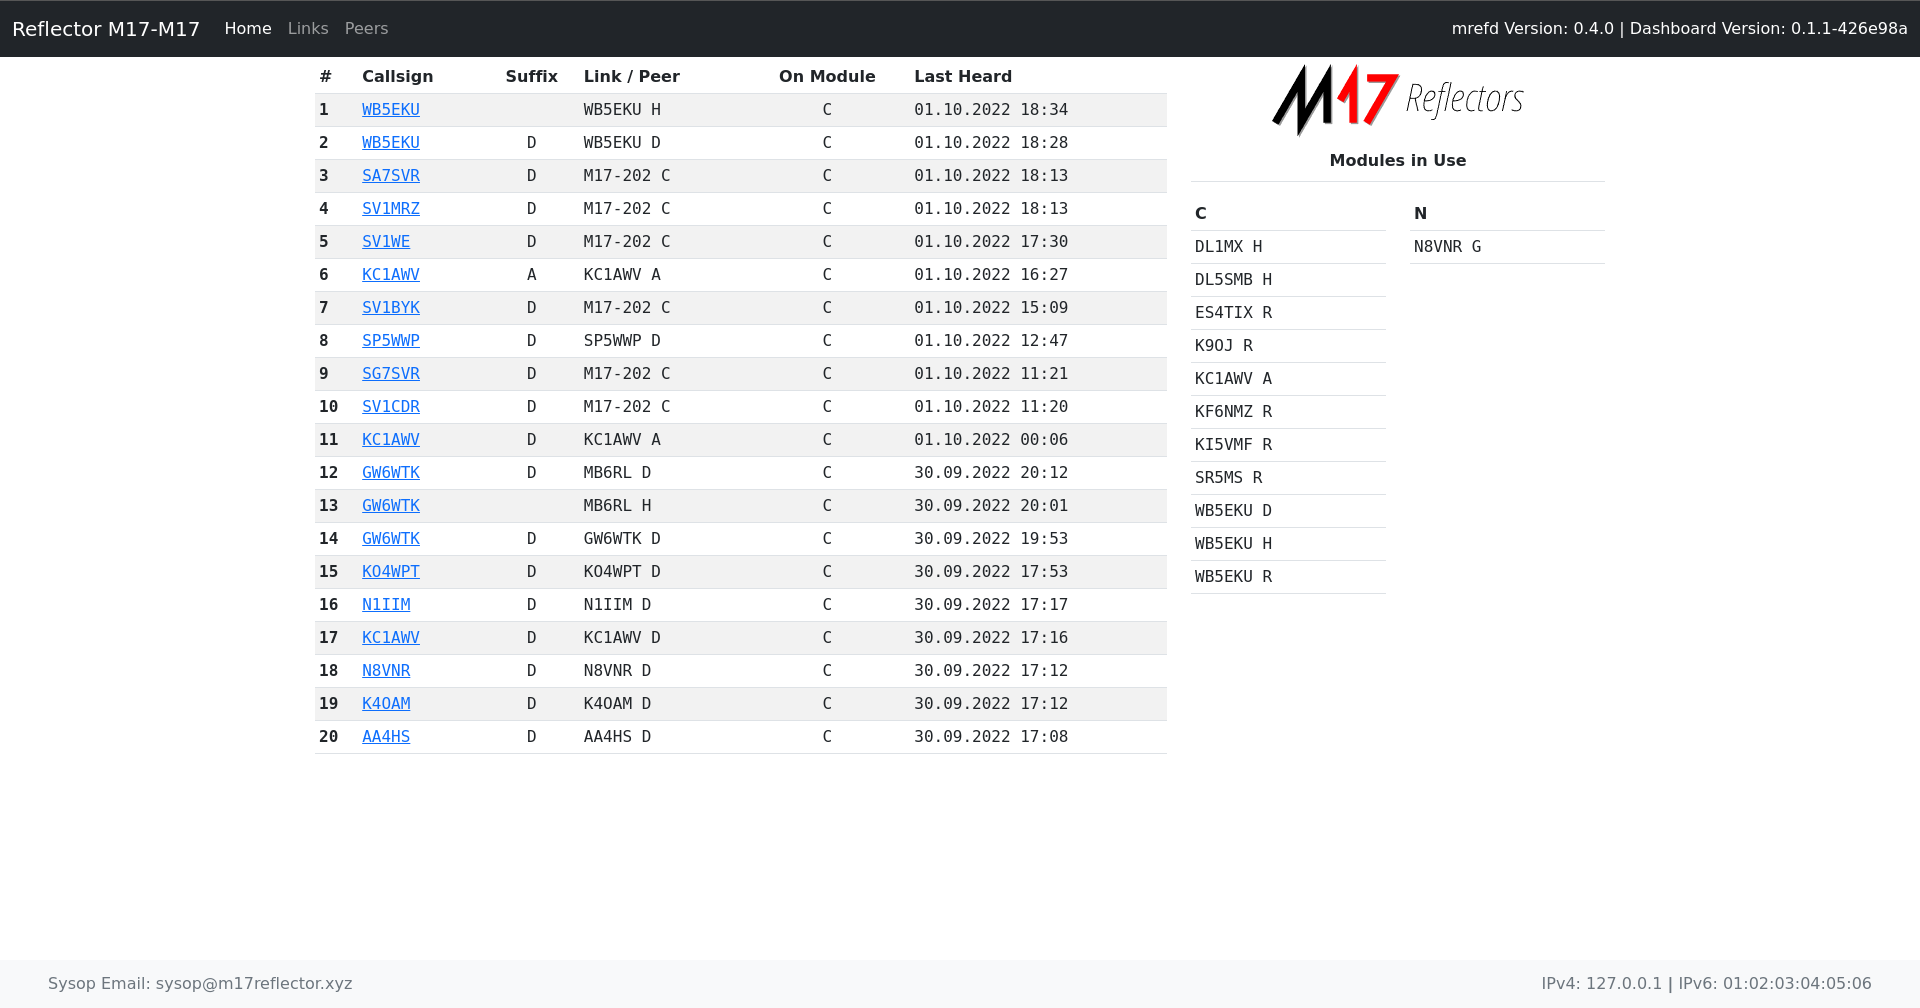 Reflector M17-M17 Home Links Peers mrefd Version: 0.4.0 | Dashboard Version: 0.1.1-426e98a
# Callsign Suffix Link / Peer On Module Last Heard
1 WB5EKU WB5EKU H C 01.10.2022 18:34
2 WB5EKU D WB5EKU D C 01.10.2022 18:28
3 SA7SVR D M17-202 C C 01.10.2022 18:13
4 SV1MRZ D M17-202 C C 01.10.2022 18:13
5 SV1WE D M17-202 C C 01.10.2022 17:30
6 KC1AWV A KC1AWV A C 01.10.2022 16:27
7 SV1BYK D M17-202 C C 01.10.2022 15:09
8 SP5WWP D SP5WWP D C 01.10.2022 12:47
9 SG7SVR D M17-202 C C 01.10.2022 11:21
10 SV1CDR D M17-202 C C 01.10.2022 11:20
11 KC1AWV D KC1AWV A C 01.10.2022 00:06
12 GW6WTK D MB6RL D C 30.09.2022 20:12
13 GW6WTK MB6RL H C 30.09.2022 20:01
14 GW6WTK D GW6WTK D C 30.09.2022 19:53
15 KO4WPT D KO4WPT D C 30.09.2022 17:53
16 N1IIM D N1IIM D C 30.09.2022 17:17
17 KC1AWV D KC1AWV D C 30.09.2022 17:16
18 N8VNR D N8VNR D C 30.09.2022 17:12
19 K4OAM D K4OAM D C 30.09.2022 17:12
20 AA4HS D AA4HS D C 30.09.2022 17:08
M17 Reflectors
Modules in Use
C
DL1MX H
DL5SMB H
ES4TIX R
K9OJ R
KC1AWV A
KF6NMZ R
KI5VMF R
SR5MS R
WB5EKU D
WB5EKU H
WB5EKU R
N
N8VNR G
Sysop Email: sysop@m17reflector.xyz IPv4: 127.0.0.1 | IPv6: 01:02:03:04:05:06